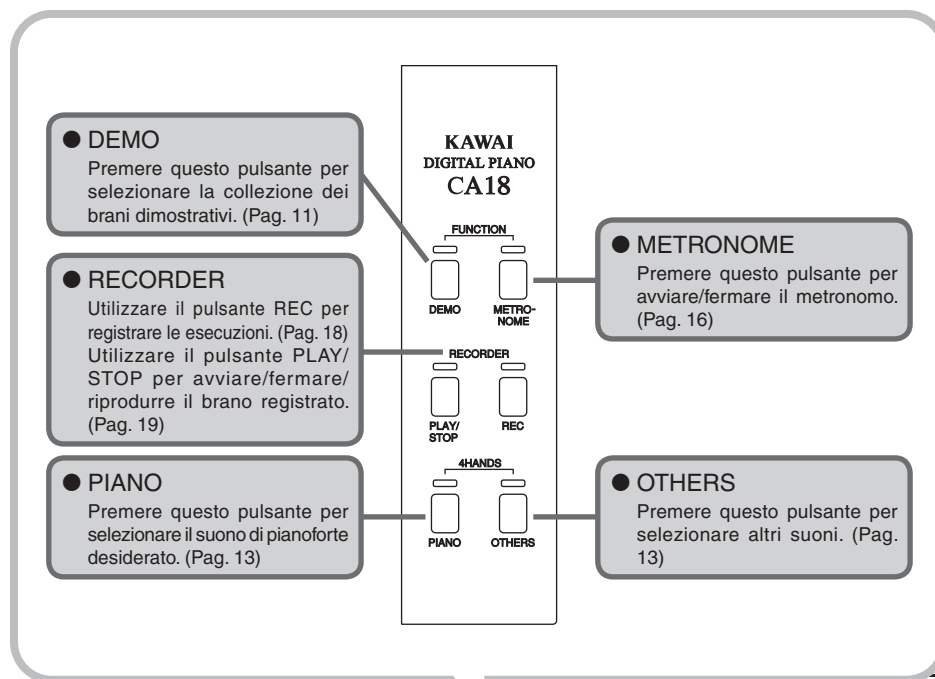 ● DEMO
Premere questo pulsante per
selezionare la collezione dei
brani dimostrativi. (Pag. 11)
● RECORDER
Utilizzare il pulsante REC per
registrare le esecuzioni. (Pag. 18)
Utilizzare il pulsante PLAY/
STOP per avviare/fermare/
riprodurre il brano registrato.
(Pag. 19)
● PIANO
Premere questo pulsante per
selezionare il suono di pianoforte
desiderato. (Pag. 13)
KAWAI
DIGITAL PIANO
CA18
FUNCTION
DEMO
METRO-
NOME
RECORDER
PLAY/
STOP
REC
4HANDS
PIANO
OTHERS
● METRONOME
Premere questo pulsante per
avviare/fermare il metronomo.
(Pag. 16)
● OTHERS
Premere questo pulsante per
selezionare altri suoni. (Pag.
13)